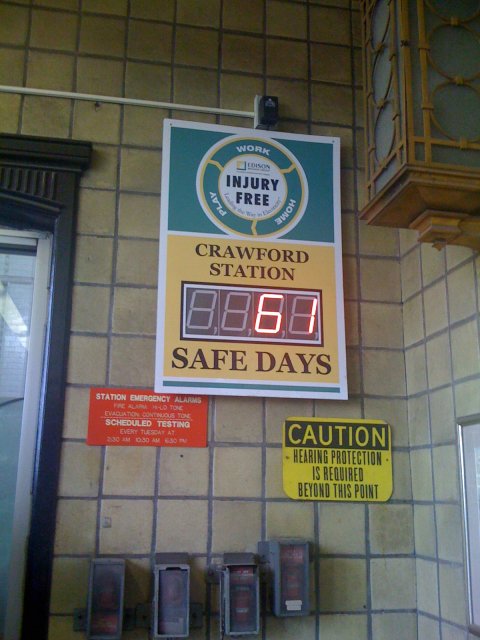 WORK
EDISON
INJURY
FREE
PLAY
HOME
CRAWFORD
STATION
61
SAFE DAYS
STATION EMERGENCY ALARMS
FIRE ALARM: HI-LO TONE
EVACUATION: CONTINUOUS TONE
SCHEDULED TESTING
EVERY TUESDAY AT
2:30 AM 10:30 AM 6:30 PM
CAUTION
HEARING PROTECTION
IS REQUIRED
BEYOND THIS POINT